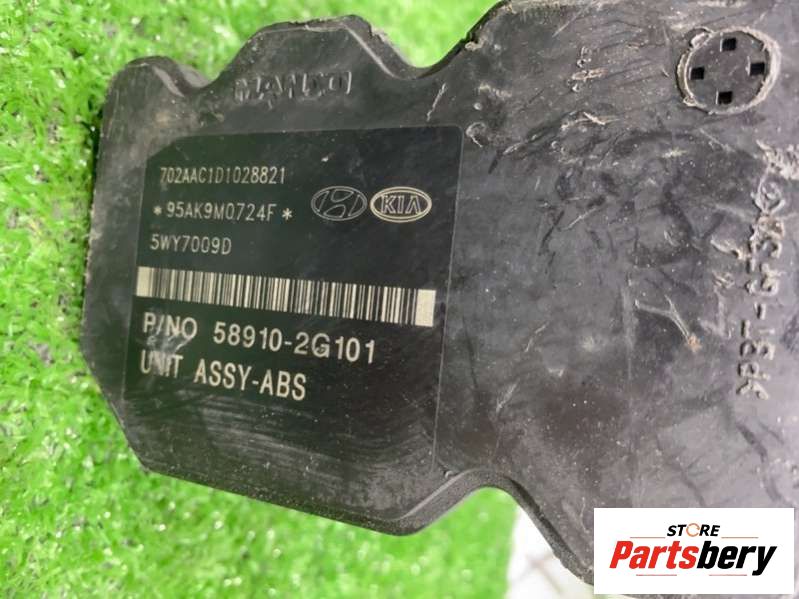 MANDO
702AAC1D1028821
*95AK9M0724F*
KIA
5WY7009D
P/NO 58910-2G101
UNIT ASSY-ABS
STORE
Partsbery